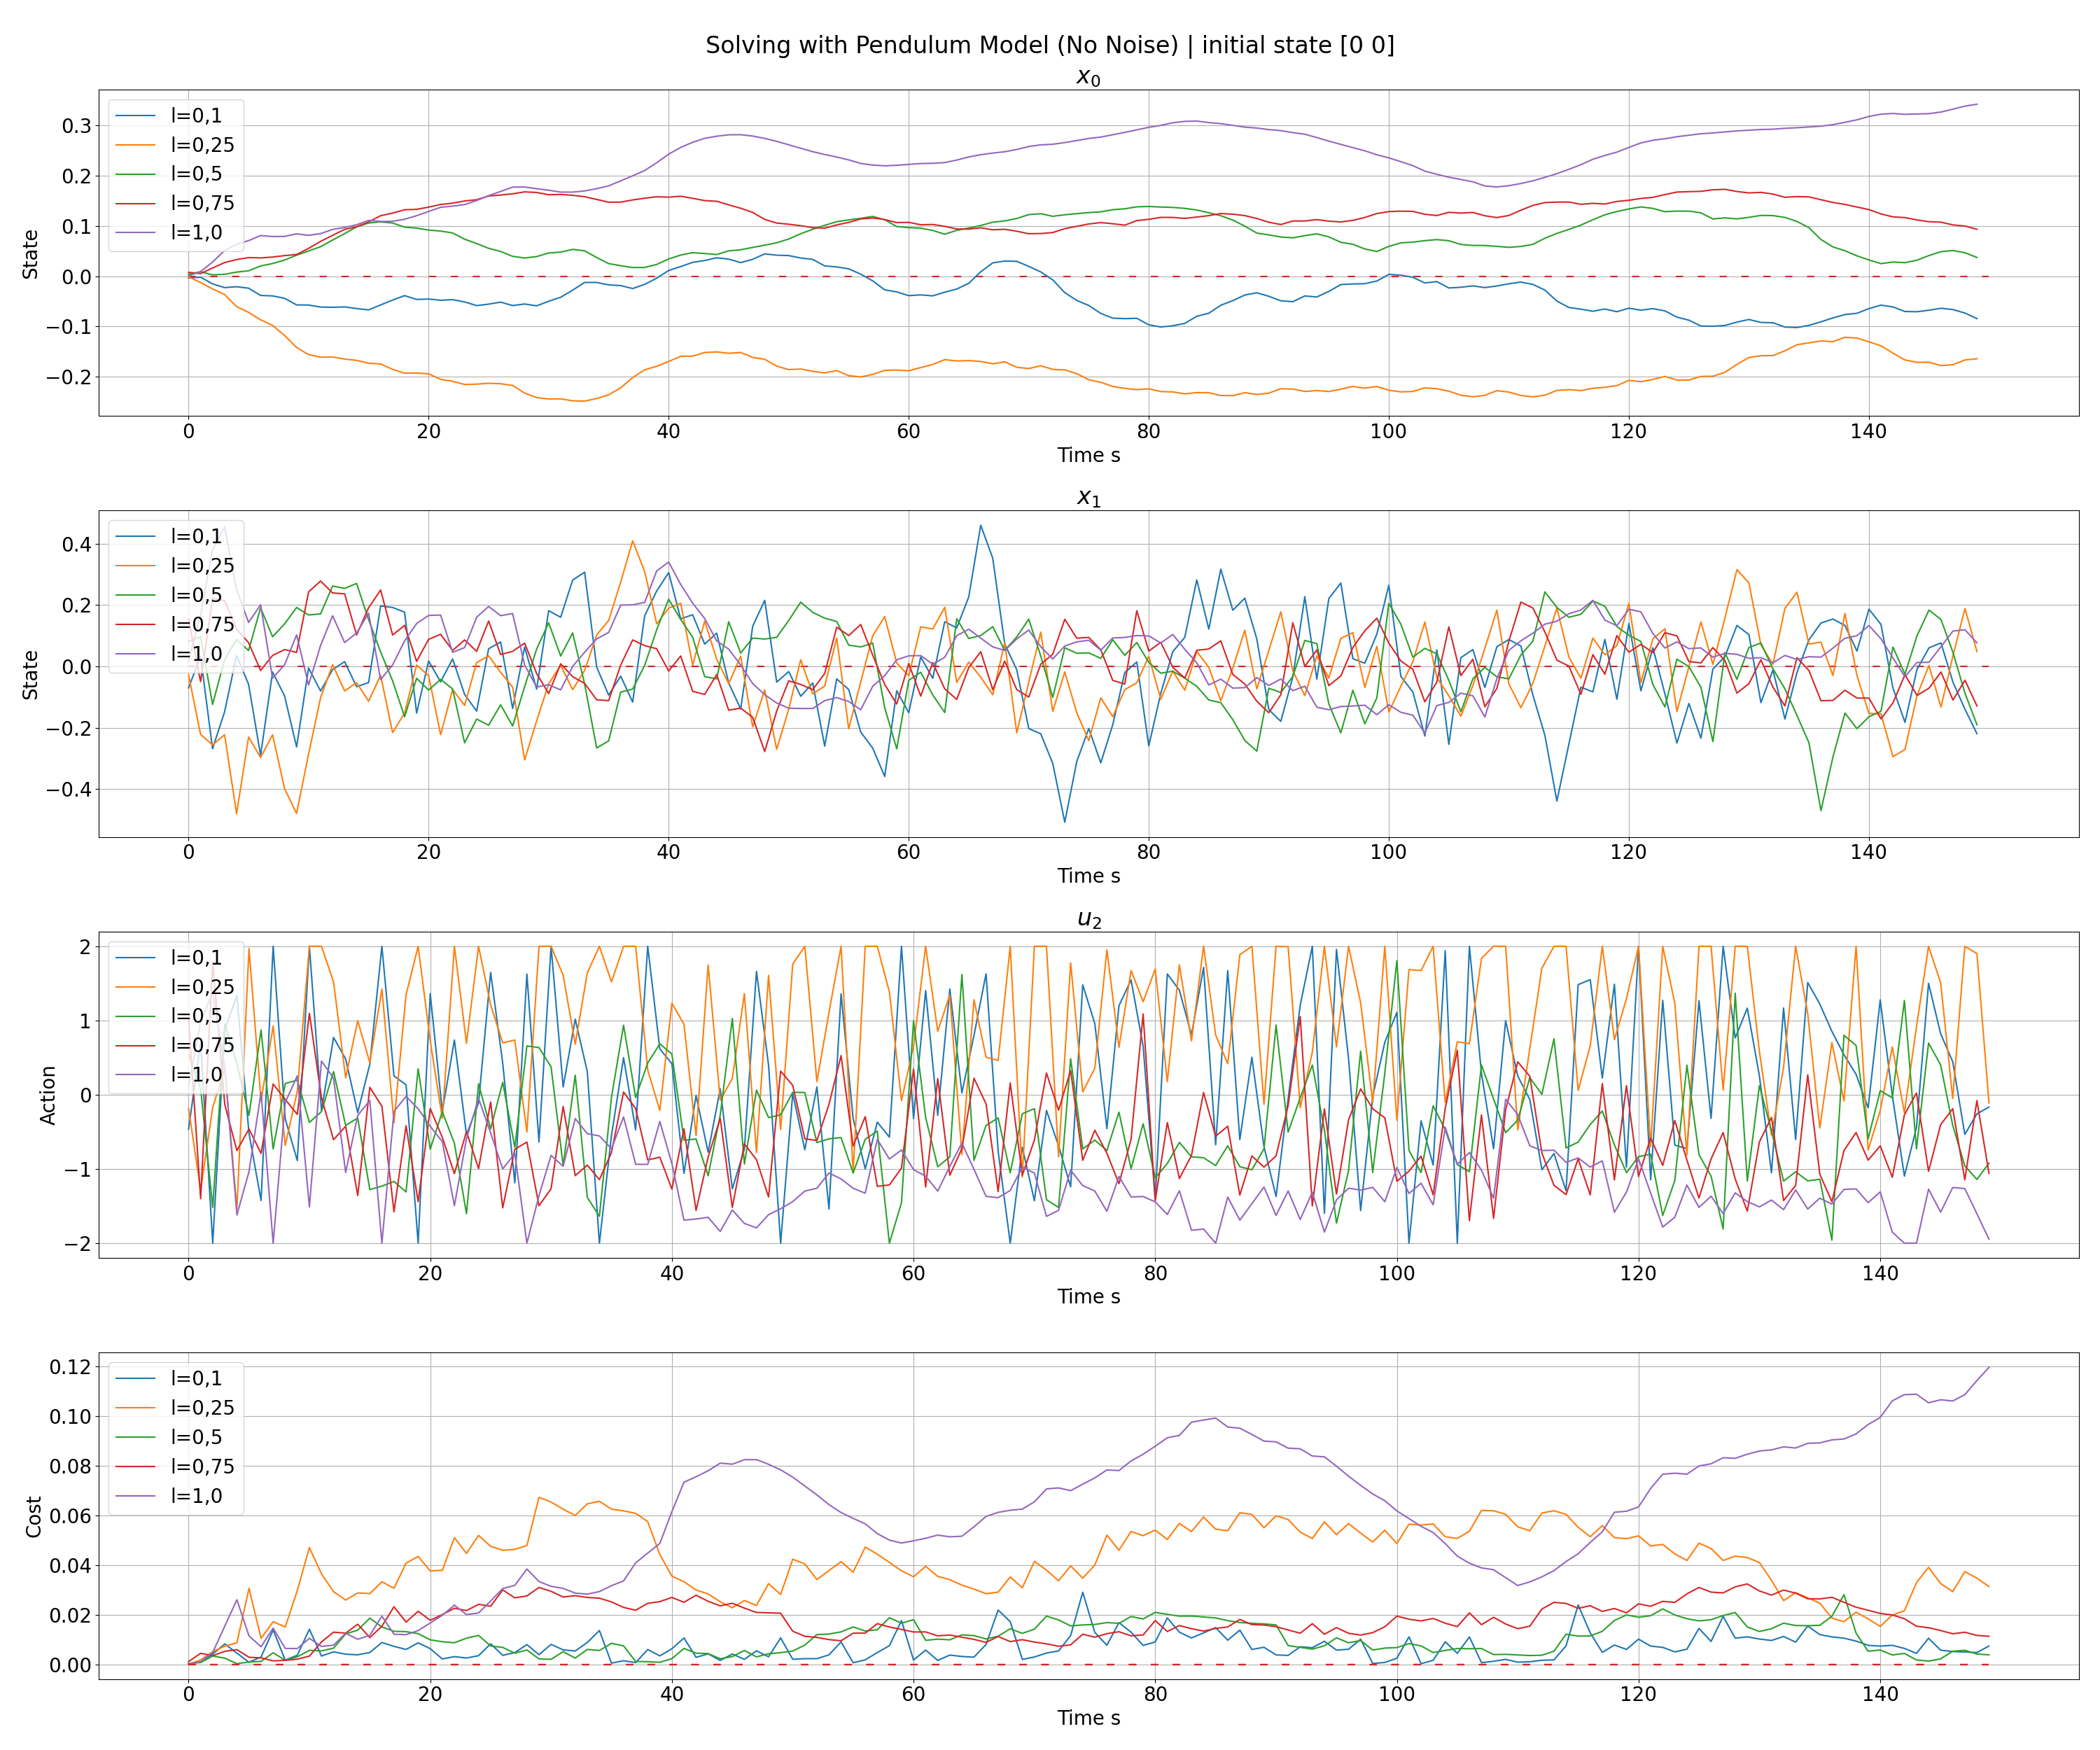 Solving with Pendulum Model (No Noise) | initial state [0 0]
x0
l=0,1
l=0,25
l=0,5
l=0,75
l=1,0
State
0.3
0.2
0.1
0.0
−0.1
−0.2
0 20 40 60 80 100 120 140
Time s
x1
l=0,1
l=0,25
l=0,5
l=0,75
l=1,0
State
0.4
0.2
0.0
−0.2
−0.4
0 20 40 60 80 100 120 140
Time s
u2
l=0,1
l=0,25
l=0,5
l=0,75
l=1,0
Action
2
1
0
−1
−2
0 20 40 60 80 100 120 140
Time s
l=0,1
l=0,25
l=0,5
l=0,75
l=1,0
Cost
0.12
0.10
0.08
0.06
0.04
0.02
0.00
0 20 40 60 80 100 120 140
Time s